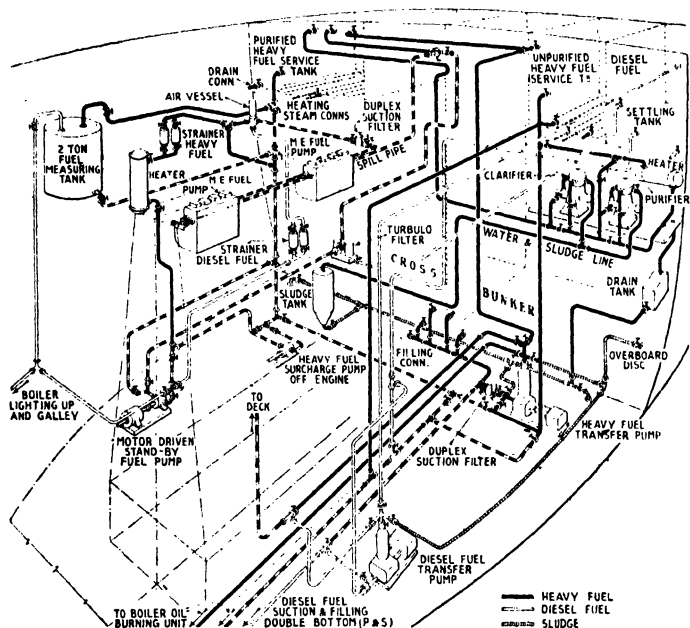 PURIFIED
HEAVY
FUEL SERVICE
TANK
DRAIN
CONN.
AIR VESSEL
HEATING
STEAM CONNS
DUPLEX
SUCTION
FILTER
UNPURIFIED
HEAVY FUEL
SERVICE TK
DIESEL
FUEL
SETTLING
TANK
2 TON
FUEL
MEASURING
TANK
STRAINER
HEAVY
FUEL
HEATER
M E FUEL
PUMP
M E FUEL
PUMP
SPILL PIPE
CLARIFIER
HEATER
PURIFIER
STRAINER
DIESEL FUEL
TURBULO
FILTER
WATER &
SLUDGE LINE
CROSS
BUNKER
SLUDGE
TANK
DRAIN
TANK
FILLING
CONN.
OVERBOARD
DISC
HEAVY FUEL
SURCHARGE PUMP
OFF ENGINE
BOILER
LIGHTING UP
AND GALLEY
TO
DECK
MOTOR DRIVEN
STAND-BY
FUEL PUMP
DUPLEX
SUCTION FILTER
HEAVY FUEL
TRANSFER PUMP
DIESEL FUEL
TRANSFER
PUMP
TO BOILER OIL
BURNING UNIT
DIESEL FUEL
SUCTION & FILLING
DOUBLE BOTTOM (P & S)
HEAVY FUEL
DIESEL FUEL
SLUDGE